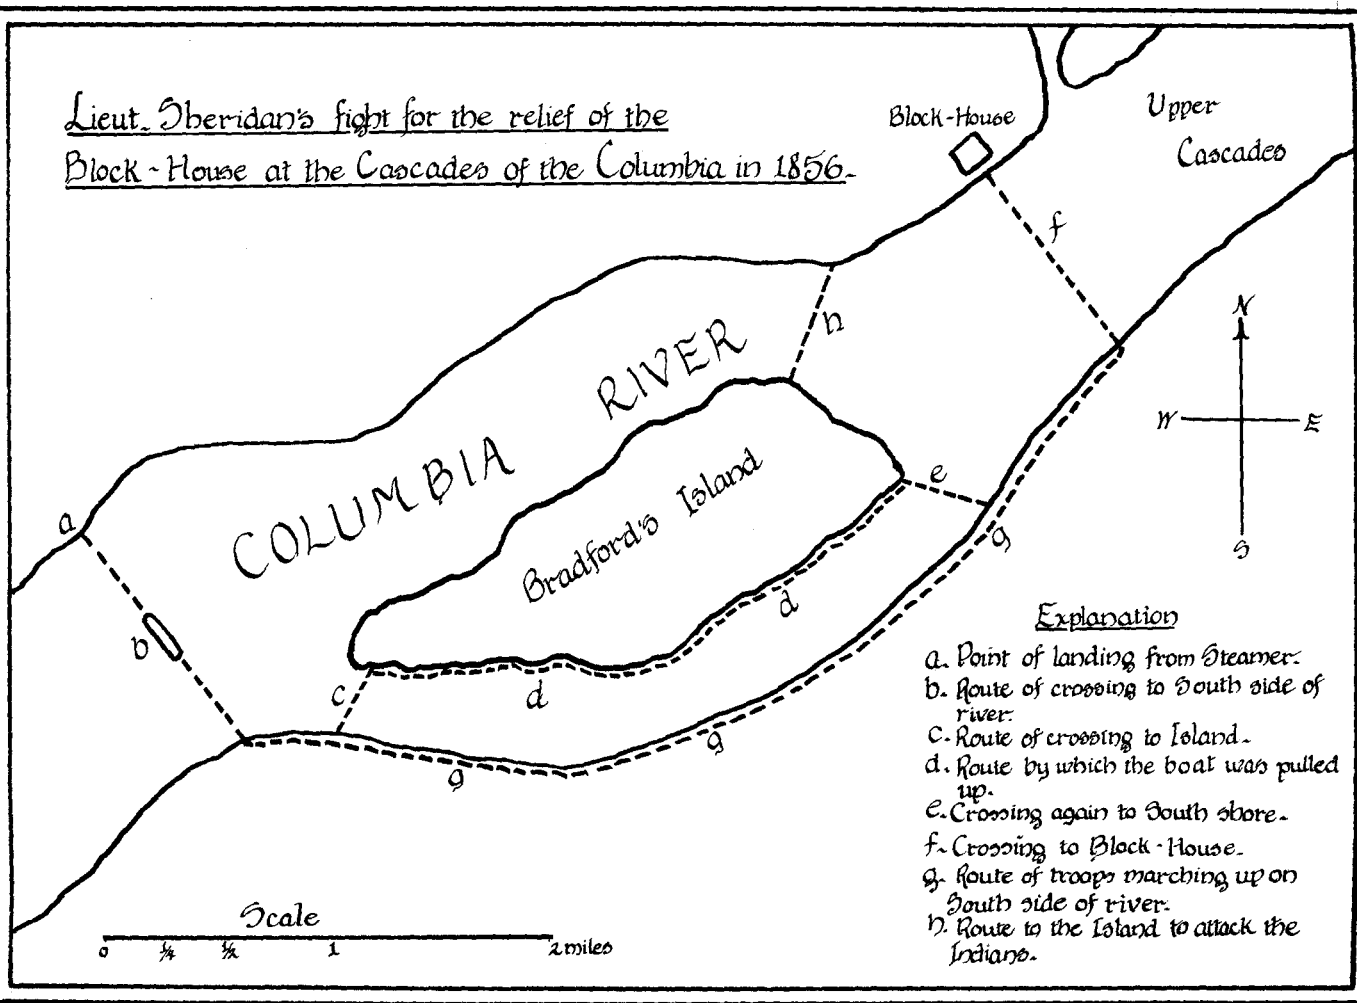 Lieut. Sheridan's fight for the relief of the
Block-House at the Cascades of the Columbia in 1856.
Block-House
Upper
Cascades
f
N
h
W
E
S
COLUMBIA RIVER
Bradford's Island
a
b
c
d
d
e
g
g
g
Explanation
a. Point of landing from Steamer.
b. Route of crossing to South side of
river.
c. Route of crossing to Island.
d. Route by which the boat was pulled
up.
e. Crossing again to South shore.
f. Crossing to Block-House.
g. Route of troops marching up on
South side of river.
h. Route to the Island to attack the
Indians.
Scale
0 1/4 1/2 1 2 miles